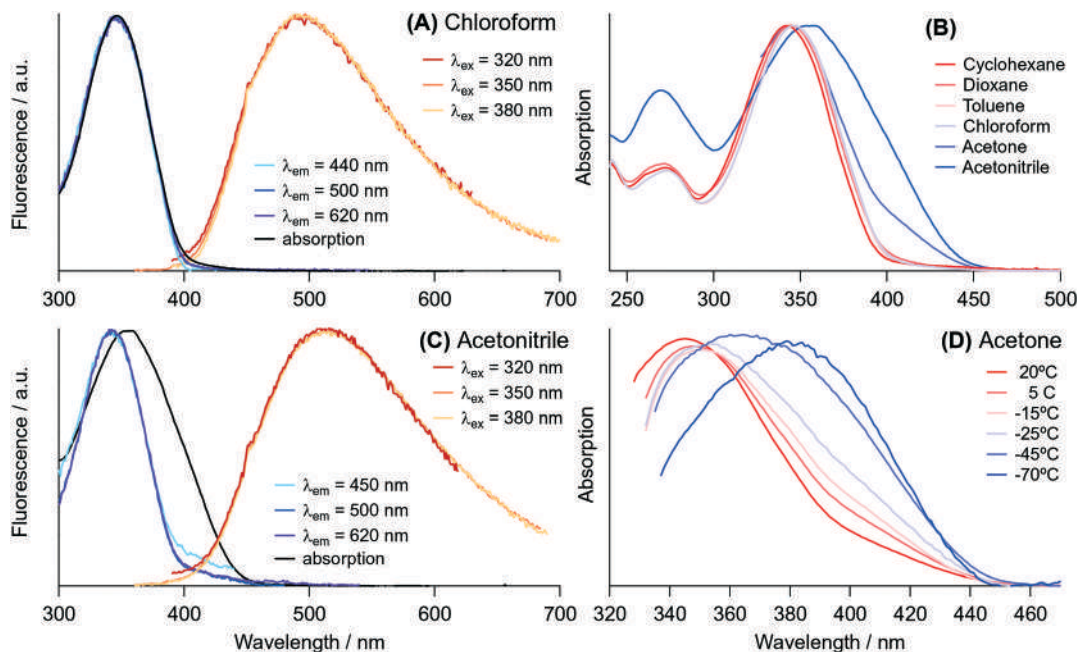 (A) Chloroform
λex = 320 nm
λex = 350 nm
λex = 380 nm
λem = 440 nm
λem = 500 nm
λem = 620 nm
absorption
Fluorescence / a.u.
300 400 500 600 700
(B)
Cyclohexane
Dioxane
Toluene
Chloroform
Acetone
Acetonitrile
Absorption
250 300 350 400 450 500
(C) Acetonitrile
λex = 320 nm
λex = 350 nm
λex = 380 nm
λem = 450 nm
λem = 500 nm
λem = 620 nm
absorption
Fluorescence / a.u.
300 400 500 600 700
Wavelength / nm
(D) Acetone
20ºC
5 C
-15ºC
-25ºC
-45ºC
-70ºC
Absorption
320 340 360 380 400 420 440 460
Wavelength / nm